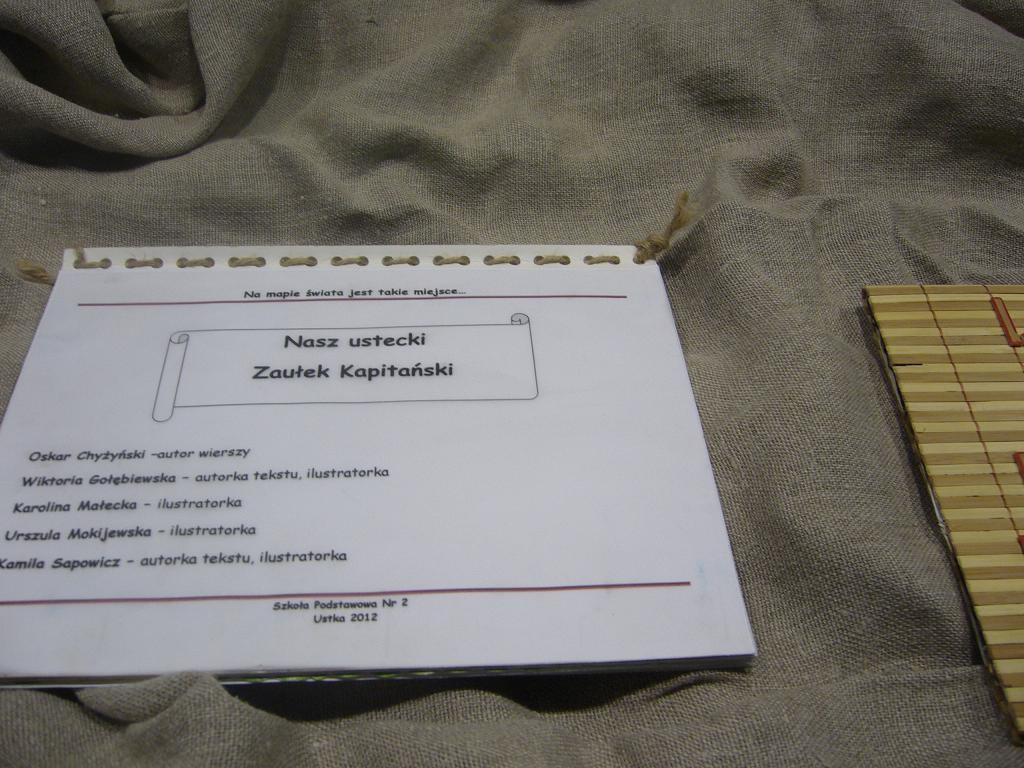 Na mapie świata jest takie miejsce...
Nasz ustecki
Zaułek Kapitański
Oskar Chyżyński -autor wierszy
Wiktoria Gołębiewska - autorka tekstu, ilustratorka
Karolina Małecka - ilustratorka
Urszula Mokijewska - ilustratorka
Kamila Sapowicz - autorka tekstu, ilustratorka
Szkoła Podstawowa Nr 2
Ustka 2012